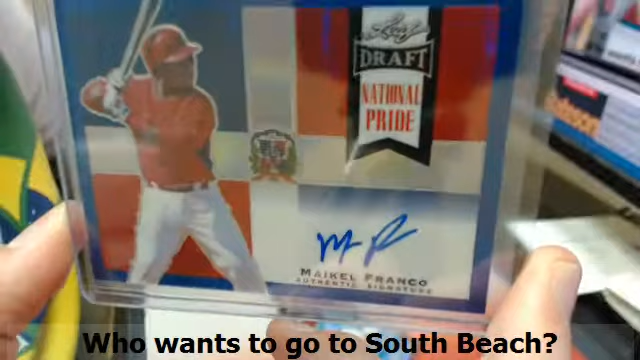 Leaf
DRAFT
NATIONAL
PRIDE
MAIKEL FRANCO
AUTHENTIC SIGNATURE
Who wants to go to South Beach?